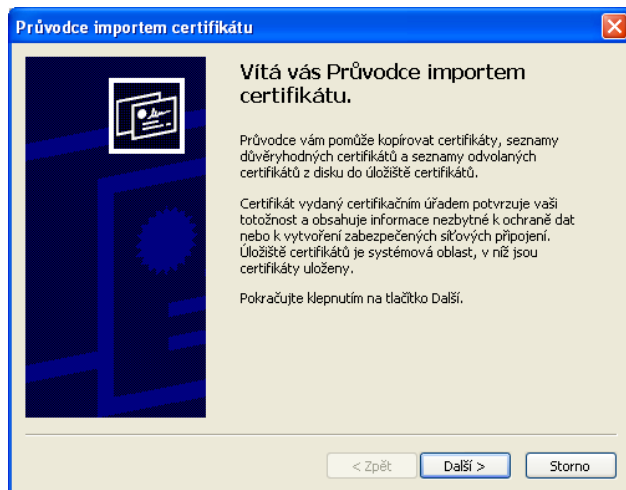 Průvodce importem certifikátu
Vítá vás Průvodce importem
certifikátu.
Průvodce vám pomůže kopírovat certifikáty, seznamy
důvěryhodných certifikátů a seznamy odvolaných
certifikátů z disku do úložiště certifikátů.
Certifikát vydaný certifikačním úřadem potvrzuje vaši
totožnost a obsahuje informace nezbytné k ochraně dat
nebo k vytvoření zabezpečených síťových připojení.
Úložiště certifikátů je systémová oblast, v níž jsou
certifikáty uloženy.
Pokračujte klepnutím na tlačítko Další.
< Zpět
Další >
Storno